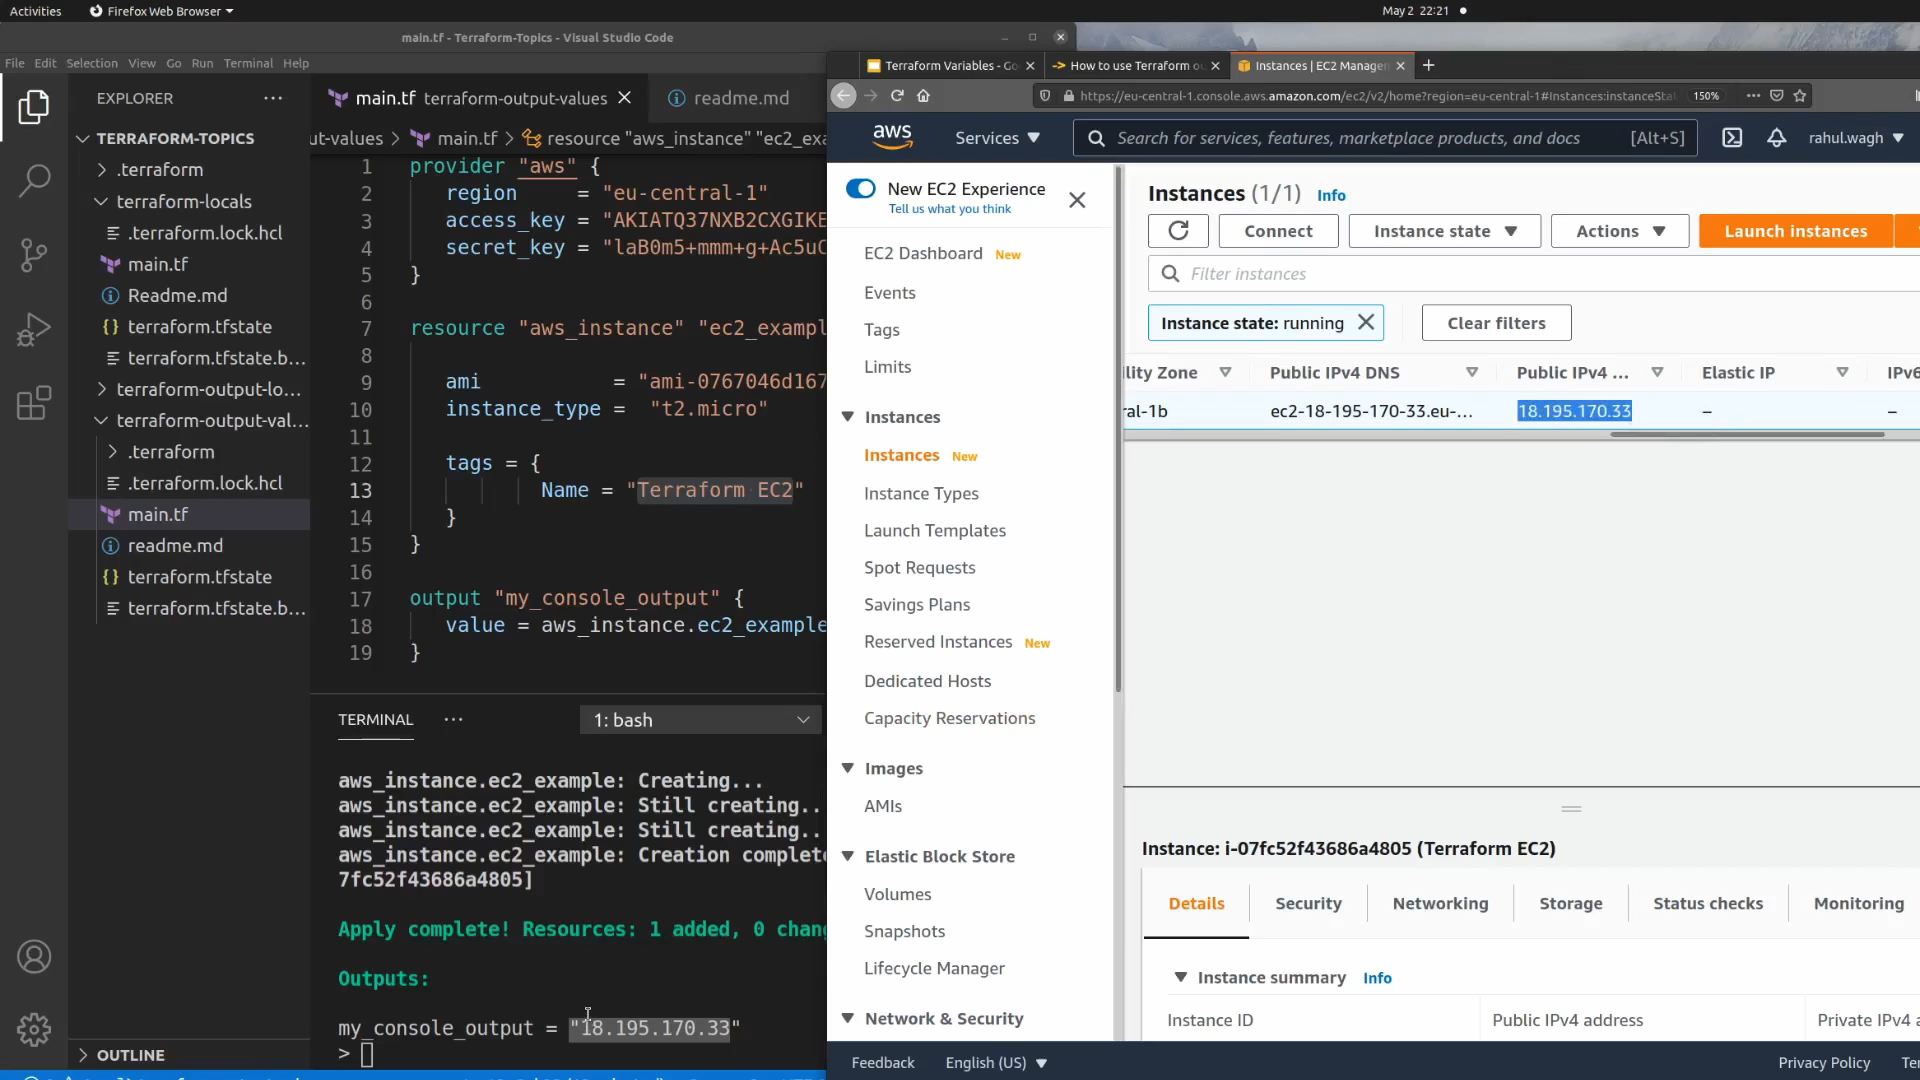 Activities
Firefox Web Browser
May 2 22:21
main.tf - Terraform-Topics - Visual Studio Code
File Edit Selection View Go Run Terminal Help
EXPLORER
TERRAFORM-TOPICS
.terraform
terraform-locals
.terraform.lock.hcl
main.tf
Readme.md
terraform.tfstate
terraform.tfstate.b...
terraform-output-lo...
terraform-output-val...
.terraform
.terraform.lock.hcl
main.tf
readme.md
terraform.tfstate
terraform.tfstate.b...
OUTLINE
main.tf terraform-output-values
readme.md
ut-values > main.tf > resource "aws_instance" "ec2_exa
1 provider "aws" {
2 region = "eu-central-1"
3 access_key = "AKIATQ37NXB2CXGIKE
4 secret_key = "laB0m5+mmm+g+Ac5uC
5 }
6
7 resource "aws_instance" "ec2_exampl
8
9 ami = "ami-0767046d167
10 instance_type = "t2.micro"
11
12 tags = {
13 Name = "Terraform EC2"
14 }
15 }
16
17 output "my_console_output" {
18 value = aws_instance.ec2_example
19 }
TERMINAL
1: bash
aws_instance.ec2_example: Creating...
aws_instance.ec2_example: Still creating..
aws_instance.ec2_example: Still creating..
aws_instance.ec2_example: Creation complet
7fc52f43686a4805]
Apply complete! Resources: 1 added, 0 chan
Outputs:
my_console_output = "18.195.170.33"
>
Terraform Variables - Go
How to use Terraform o
Instances | EC2 Manage
https://eu-central-1.console.aws.amazon.com/ec2/v2/home?region=eu-central-1#Instances:instanceSta
150%
aws
Services
Search for services, features, marketplace products, and docs [Alt+S]
rahul.wagh
New EC2 Experience
Tell us what you think
EC2 Dashboard New
Events
Tags
Limits
Instances
Instances New
Instance Types
Launch Templates
Spot Requests
Savings Plans
Reserved Instances New
Dedicated Hosts
Capacity Reservations
Images
AMIs
Elastic Block Store
Volumes
Snapshots
Lifecycle Manager
Network & Security
Instances (1/1) Info
Connect
Instance state
Actions
Launch instances
Filter instances
Instance state: running
Clear filters
ility Zone
Public IPv4 DNS
Public IPv4 ...
Elastic IP
IPv6
ral-1b
ec2-18-195-170-33.eu-...
18.195.170.33
–
–
Instance: i-07fc52f43686a4805 (Terraform EC2)
Details Security Networking Storage Status checks Monitoring
Instance summary Info
Instance ID
Public IPv4 address
Private IPv4 a
Feedback
English (US)
Privacy Policy
Te